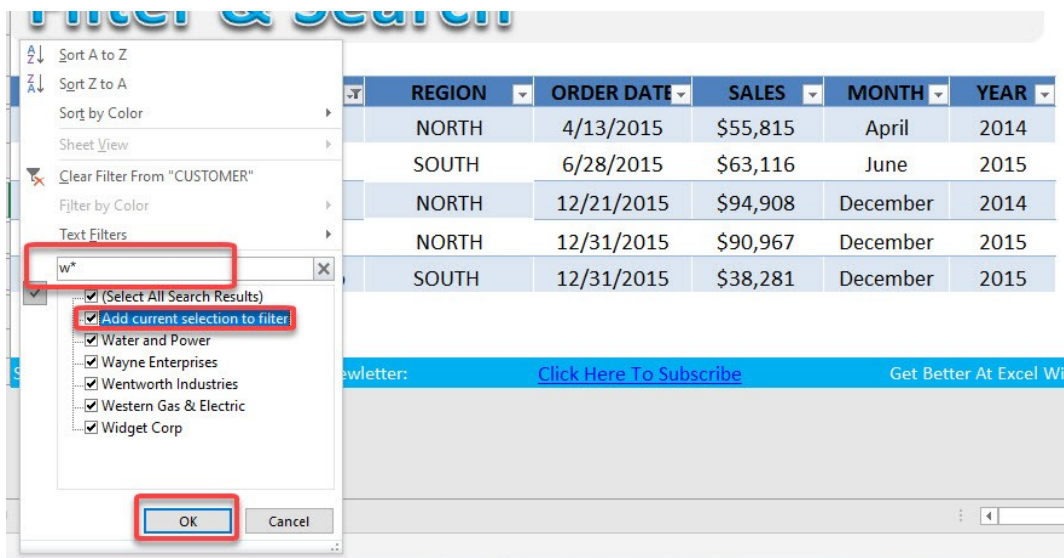 Filter & Search
Sort A to Z
Sort Z to A
Sort by Color
Sheet View
Clear Filter From "CUSTOMER"
Filter by Color
Text Filters
w*
(Select All Search Results)
Add current selection to filter
Water and Power
Wayne Enterprises
Wentworth Industries
Western Gas & Electric
Widget Corp
OK Cancel
REGION ORDER DATE SALES MONTH YEAR
NORTH 4/13/2015 $55,815 April 2014
SOUTH 6/28/2015 $63,116 June 2015
NORTH 12/21/2015 $94,908 December 2014
NORTH 12/31/2015 $90,967 December 2015
SOUTH 12/31/2015 $38,281 December 2015
ewletter: Click Here To Subscribe Get Better At Excel Wi